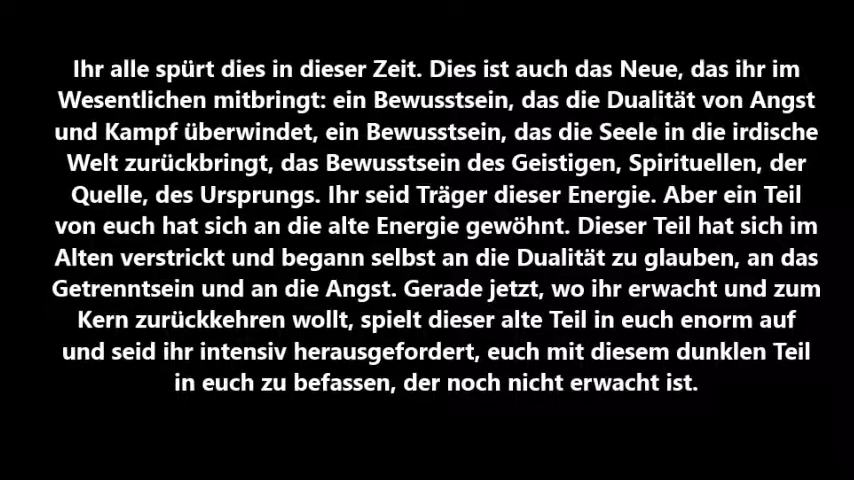 Ihr alle spürt dies in dieser Zeit. Dies ist auch das Neue, das ihr im
Wesentlichen mitbringt: ein Bewusstsein, das die Dualität von Angst
und Kampf überwindet, ein Bewusstsein, das die Seele in die irdische
Welt zurückbringt, das Bewusstsein des Geistigen, Spirituellen, der
Quelle, des Ursprungs. Ihr seid Träger dieser Energie. Aber ein Teil
von euch hat sich an die alte Energie gewöhnt. Dieser Teil hat sich im
Alten verstrickt und begann selbst an die Dualität zu glauben, an das
Getrenntsein und an die Angst. Gerade jetzt, wo ihr erwacht und zum
Kern zurückkehren wollt, spielt dieser alte Teil in euch enorm auf
und seid ihr intensiv herausgefordert, euch mit diesem dunklen Teil
in euch zu befassen, der noch nicht erwacht ist.